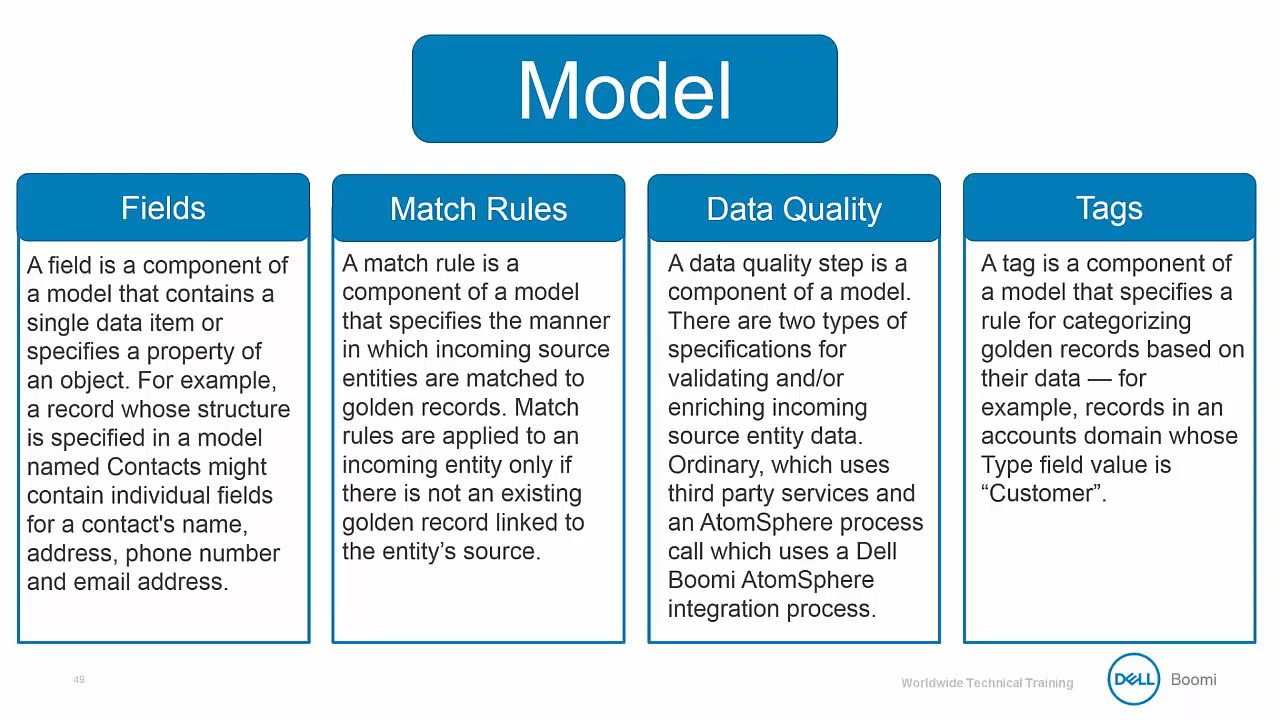 Model
Fields
A field is a component of
a model that contains a
single data item or
specifies a property of
an object. For example,
a record whose structure
is specified in a model
named Contacts might
contain individual fields
for a contact's name,
address, phone number
and email address.
Match Rules
A match rule is a
component of a model
that specifies the manner
in which incoming source
entities are matched to
golden records. Match
rules are applied to an
incoming entity only if
there is not an existing
golden record linked to
the entity’s source.
Data Quality
A data quality step is a
component of a model.
There are two types of
specifications for
validating and/or
enriching incoming
source entity data.
Ordinary, which uses
third party services and
an AtomSphere process
call which uses a Dell
Boomi AtomSphere
integration process.
Tags
A tag is a component of
a model that specifies a
rule for categorizing
golden records based on
their data — for
example, records in an
accounts domain whose
Type field value is
“Customer”.
49
Worldwide Technical Training
DELL Boomi